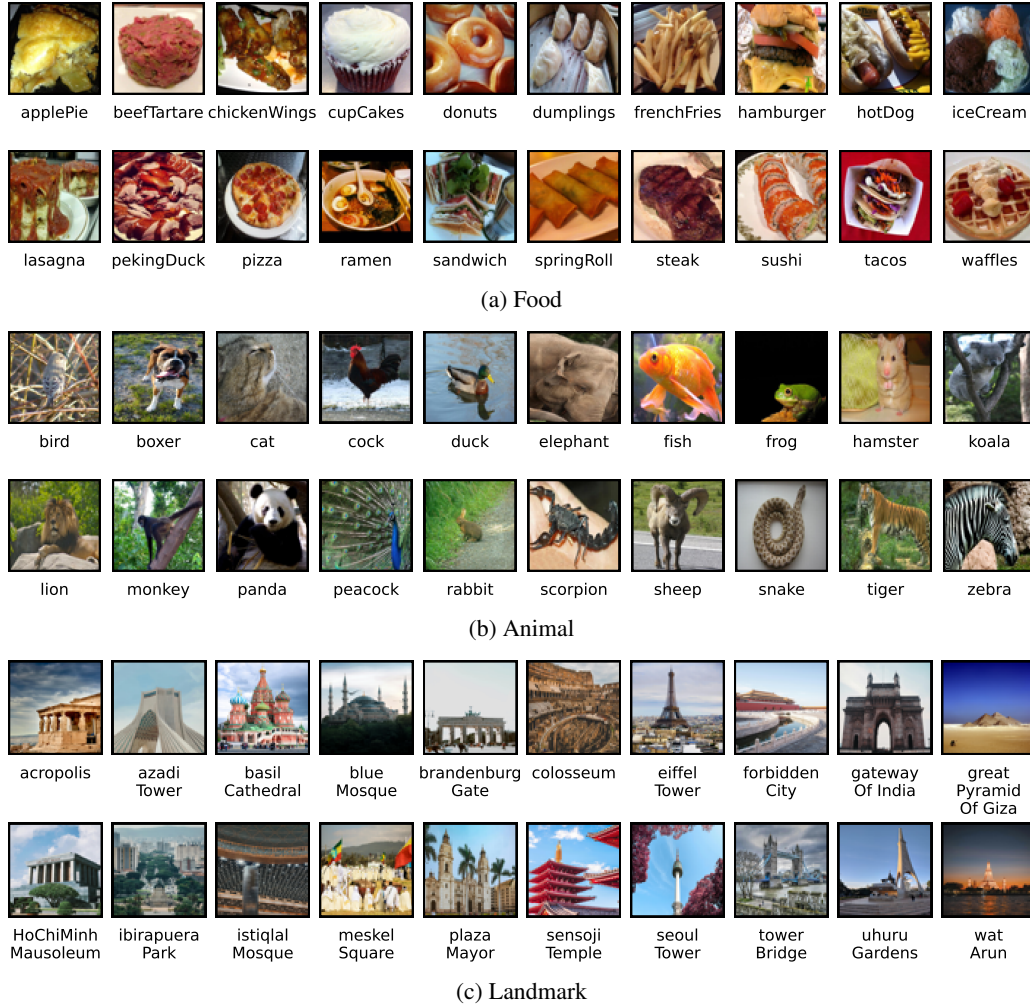 applePie beefTartare chickenWings cupCakes donuts dumplings frenchFries hamburger hotDog iceCream
lasagna pekingDuck pizza ramen sandwich springRoll steak sushi tacos waffles
(a) Food
bird boxer cat cock duck elephant fish frog hamster koala
lion monkey panda peacock rabbit scorpion sheep snake tiger zebra
(b) Animal
acropolis azadi basil blue brandenburg colosseum eiffel forbidden gateway great
Tower Cathedral Mosque Gate Tower City Of India Pyramid
Of Giza
HoChiMinh ibirapuera istiqlal meskel plaza sensoji seoul tower uhuru wat
Mausoleum Park Mosque Square Mayor Temple Tower Bridge Gardens Arun
(c) Landmark